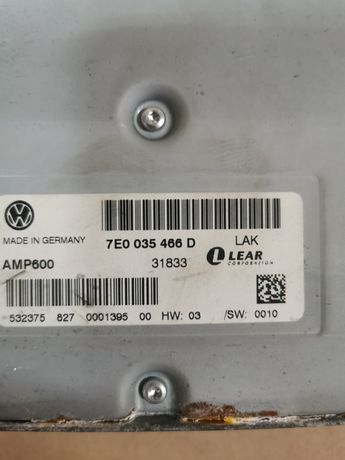 MADE IN GERMANY 7E0 035 466 D LAK
AMP600 31833 LEAR
CORPORATION
532375 827 0001395 00 HW: 03 /SW: 0010